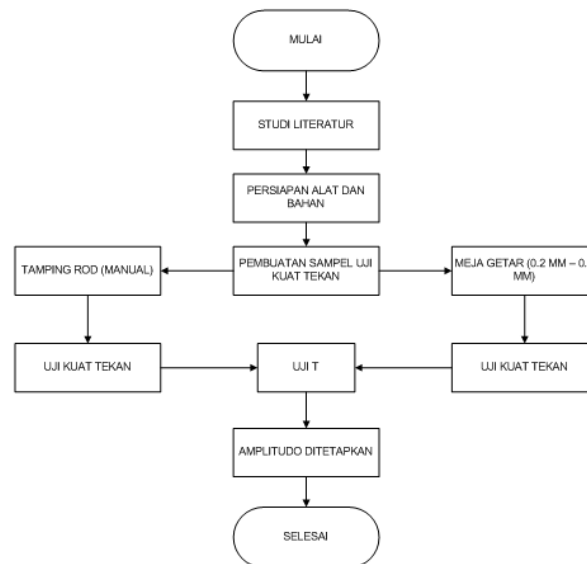 MULAI
STUDI LITERATUR
PERSIAPAN ALAT DAN
BAHAN
TAMPING ROD (MANUAL)
PEMBUATAN SAMPEL UJI
KUAT TEKAN
MEJA GETAR (0.2 MM – 0.
MM)
UJI KUAT TEKAN
UJI T
UJI KUAT TEKAN
AMPLITUDO DITETAPKAN
SELESAI